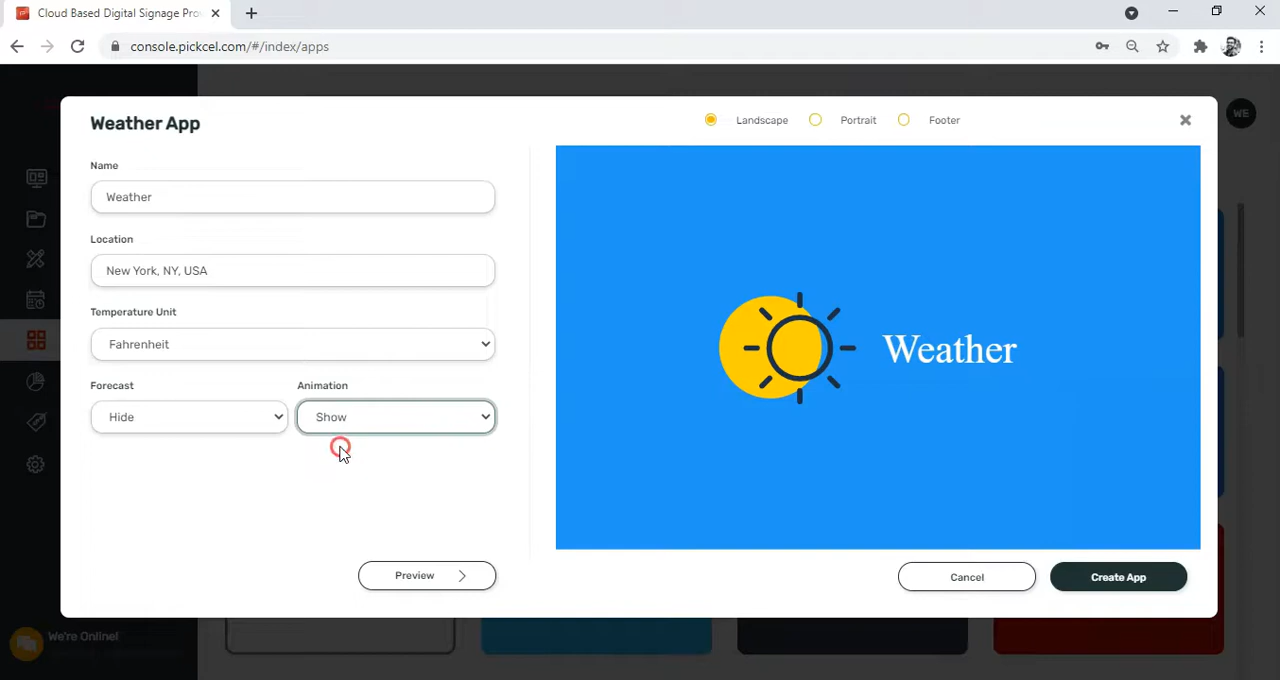 Cloud Based Digital Signage Pro
console.pickcel.com/#/index/apps
WE
Weather App
Landscape
Portrait
Footer
Name
Weather
Location
New York, NY, USA
Temperature Unit
Fahrenheit
Forecast
Animation
Hide
Show
Weather
Preview
Cancel
Create App
We're Online!